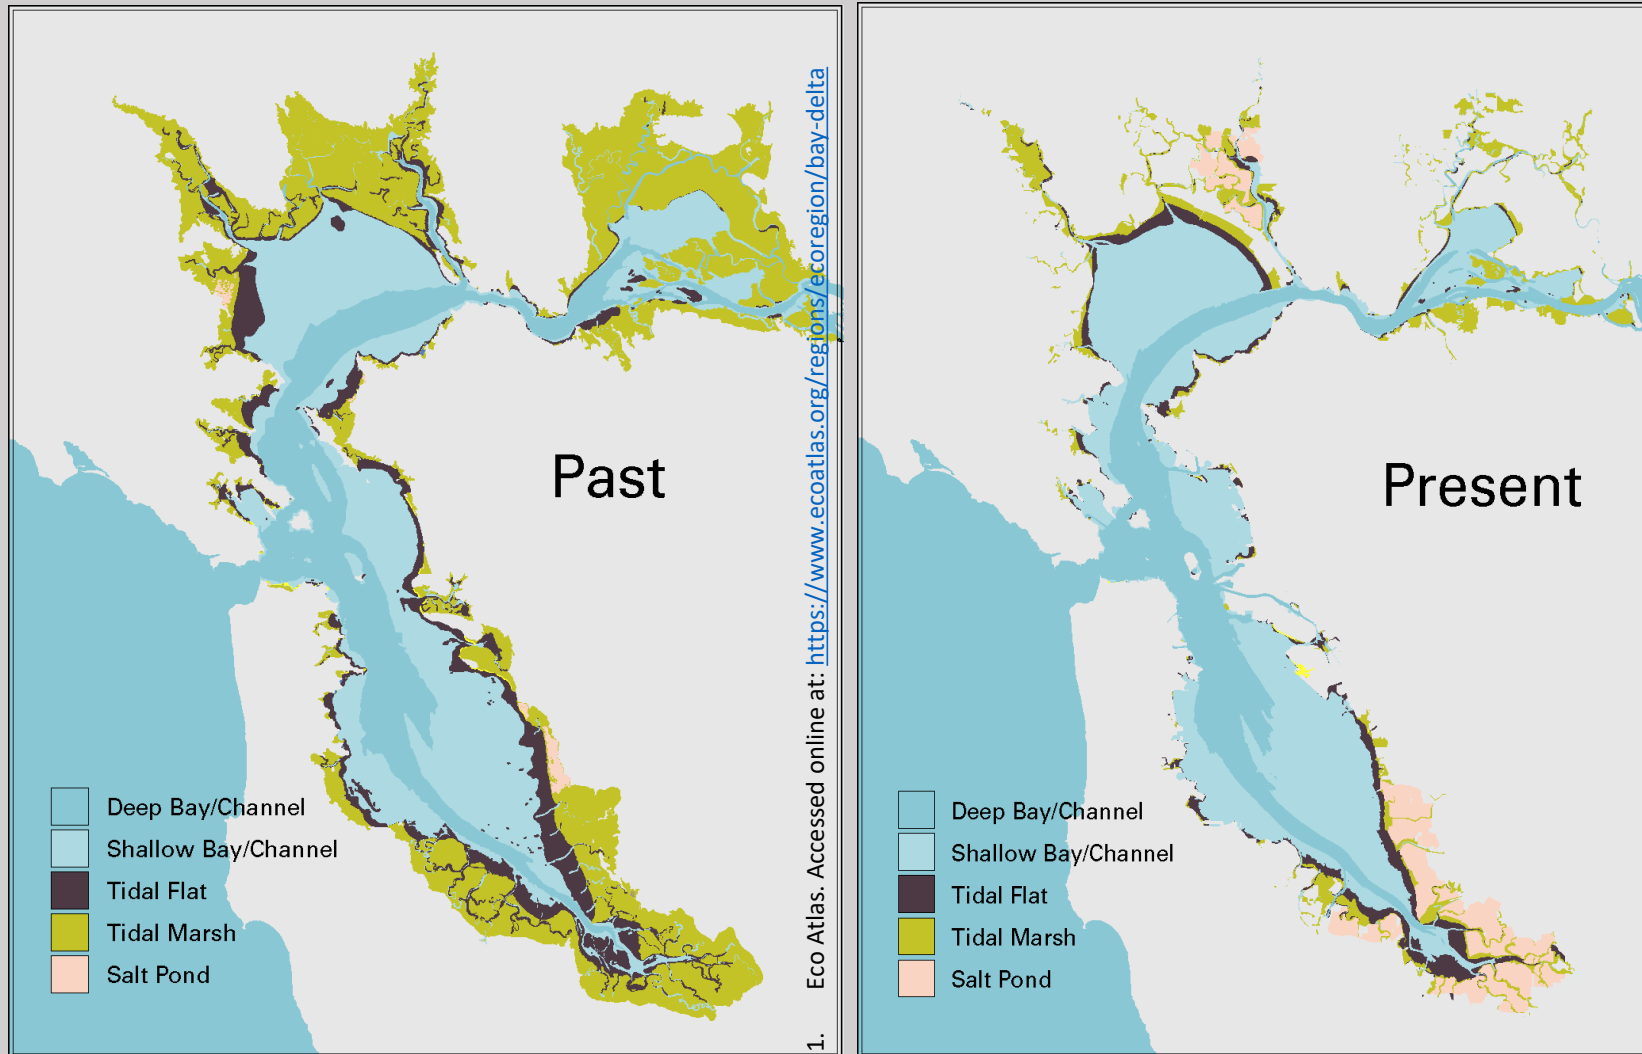 Past
Deep Bay/Channel
Shallow Bay/Channel
Tidal Flat
Tidal Marsh
Salt Pond
1. Eco Atlas. Accessed online at: https://www.ecoatlas.org/regions/ecoregion/bay-delta
Present
Deep Bay/Channel
Shallow Bay/Channel
Tidal Flat
Tidal Marsh
Salt Pond